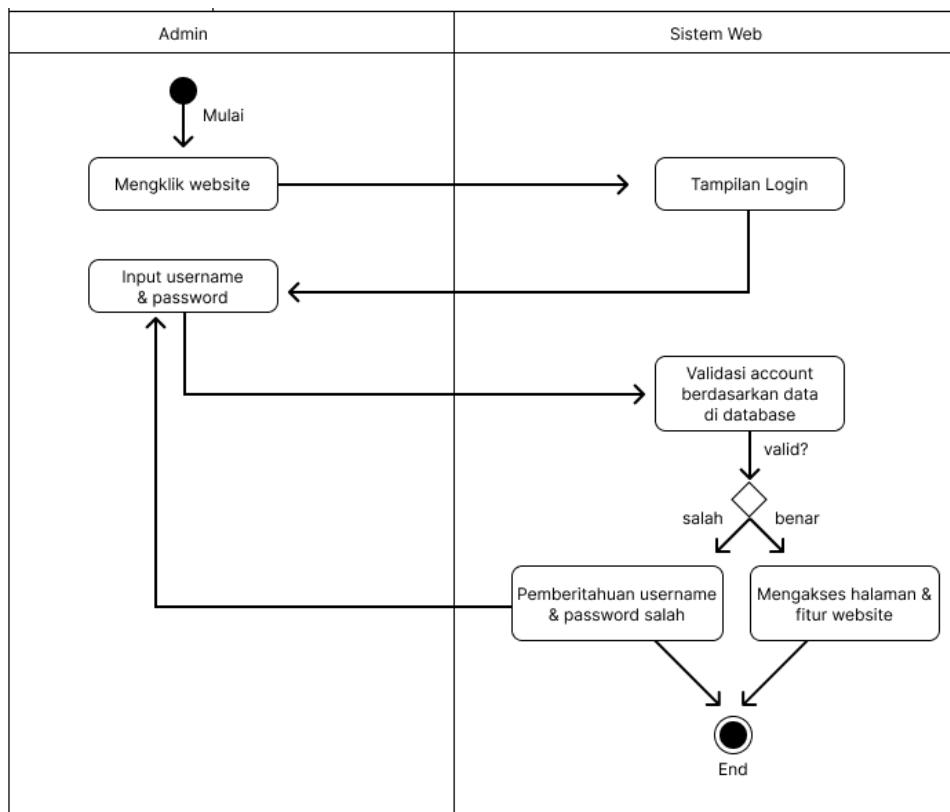 Admin
Sistem Web
Mulai
Mengklik website
Tampilan Login
Input username
& password
Validasi account
berdasarkan data
di database
valid?
salah
benar
Pemberitahuan username
& password salah
Mengakses halaman &
fitur website
End